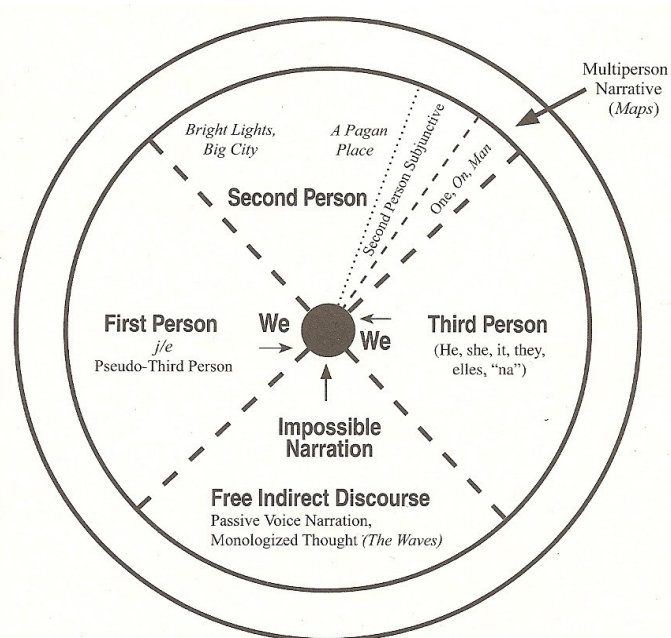 Multiperson
Narrative
(Maps)
Bright Lights,
Big City
A Pagan
Place
Second Person Subjunctive
One, On, Man
Second Person
First Person
j/e
Pseudo-Third Person
We
We
Third Person
(He, she, it, they,
elles, “na”)
Impossible
Narration
Free Indirect Discourse
Passive Voice Narration,
Monologized Thought (The Waves)